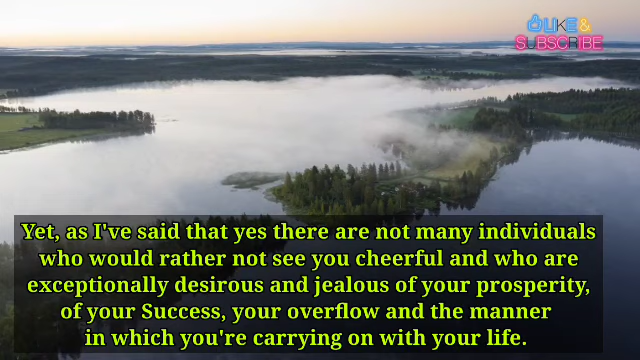 LIKE &
SUBSCRIBE
Yet, as I've said that yes there are not many individuals
who would rather not see you cheerful and who are
exceptionally desirous and jealous of your prosperity,
of your Success, your overflow and the manner
in which you're carrying on with your life.